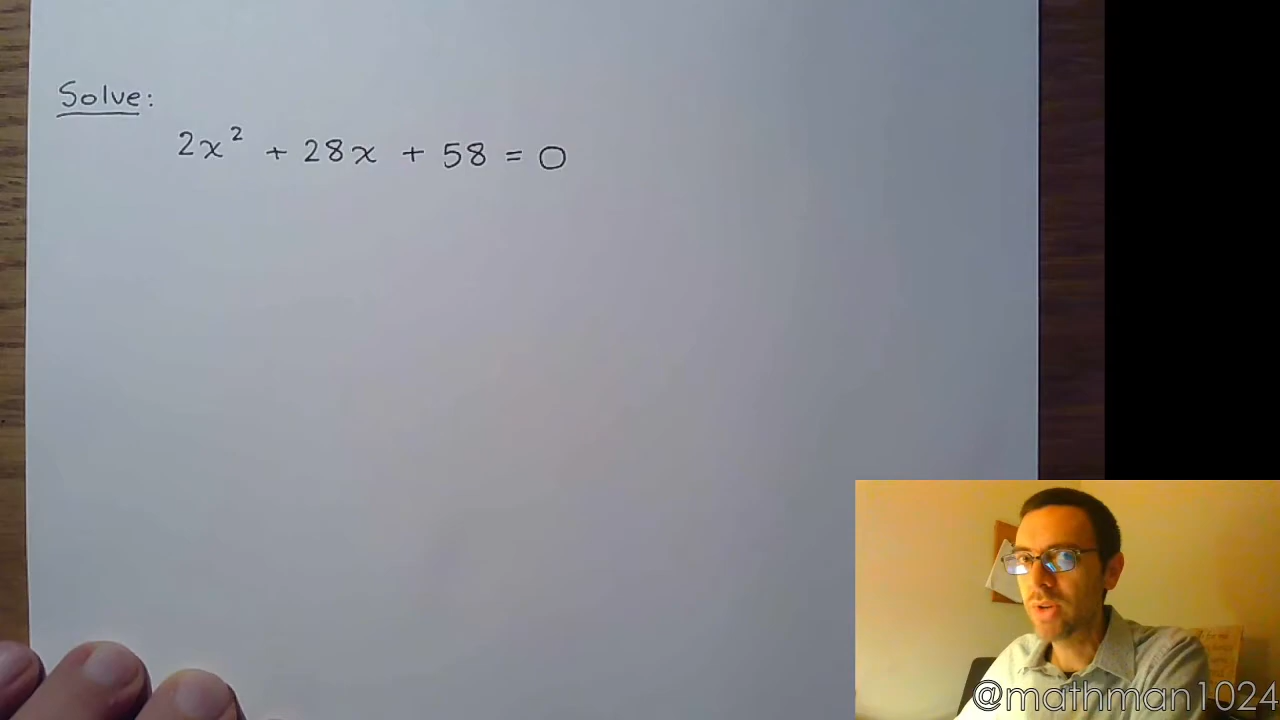 Solve:
2x² + 28x + 58 = 0
@mathman1024